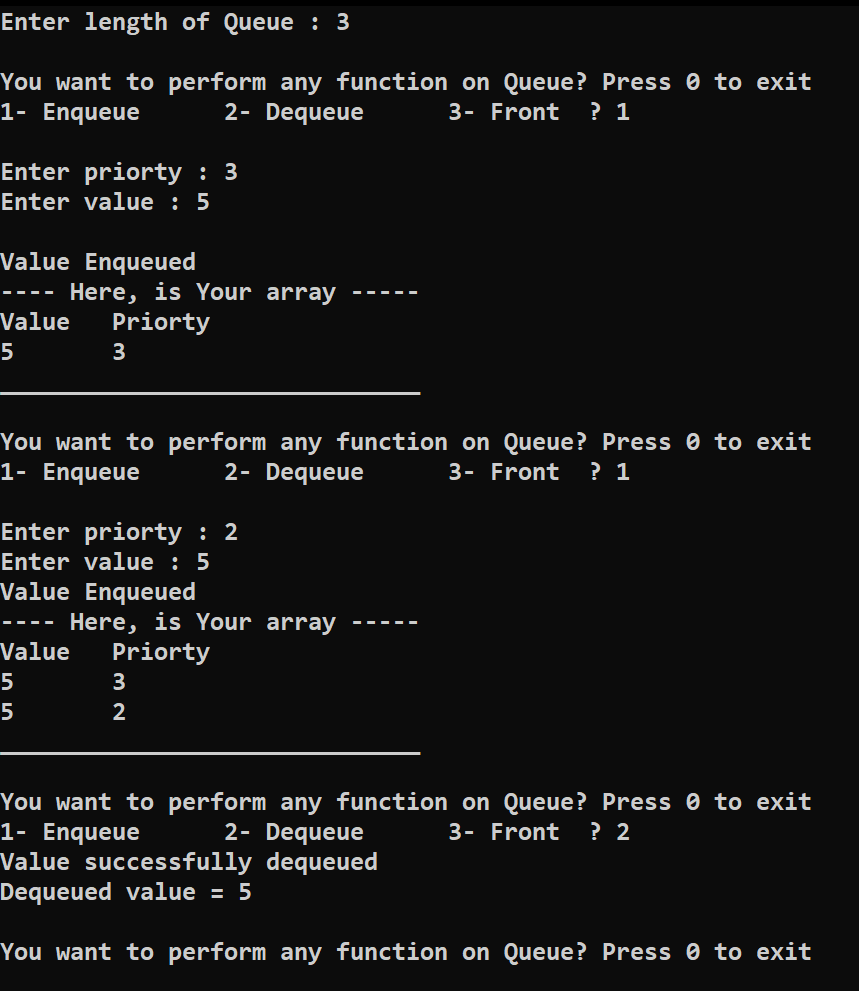 Enter length of Queue : 3
You want to perform any function on Queue? Press 0 to exit
1- Enqueue      2- Dequeue      3- Front  ? 1
Enter priorty : 3
Enter value : 5
Value Enqueued
---- Here, is Your array -----
Value   Priorty
5       3
______________________________
You want to perform any function on Queue? Press 0 to exit
1- Enqueue      2- Dequeue      3- Front  ? 1
Enter priorty : 2
Enter value : 5
Value Enqueued
---- Here, is Your array -----
Value   Priorty
5       3
5       2
______________________________
You want to perform any function on Queue? Press 0 to exit
1- Enqueue      2- Dequeue      3- Front  ? 2
Value successfully dequeued
Dequeued value = 5
You want to perform any function on Queue? Press 0 to exit